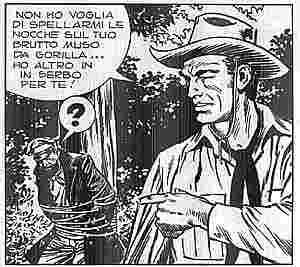 NON HO VOGLIA
DI SPELLARMI LE
NOCCHE SUL TUO
BRUTTO MUSO
DA GORILLA...
HO ALTRO IN
IN SERBO
PER TE!
?